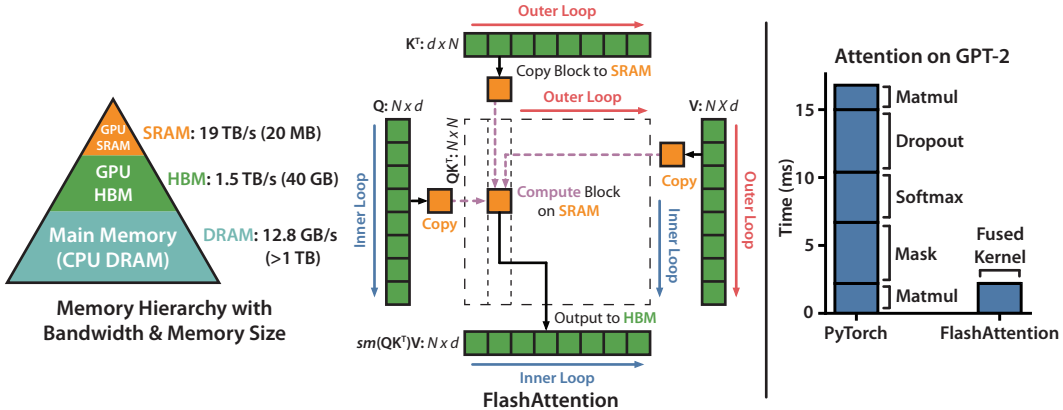 GPU
SRAM
GPU
HBM
Main Memory
(CPU DRAM)
SRAM: 19 TB/s (20 MB)
HBM: 1.5 TB/s (40 GB)
DRAM: 12.8 GB/s
(>1 TB)
Memory Hierarchy with
Bandwidth & Memory Size
Outer Loop
Kᵀ: d x N
Copy Block to SRAM
Outer Loop
Q: N x d
V: N X d
QKᵀ: N x N
Inner Loop
Copy
Compute Block
on SRAM
Copy
Inner Loop
Outer Loop
Output to HBM
sm(QKᵀ)V: N x d
Inner Loop
FlashAttention
Attention on GPT-2
Time (ms)
15
10
5
0
Matmul
Dropout
Softmax
Mask
Matmul
Fused
Kernel
PyTorch
FlashAttention